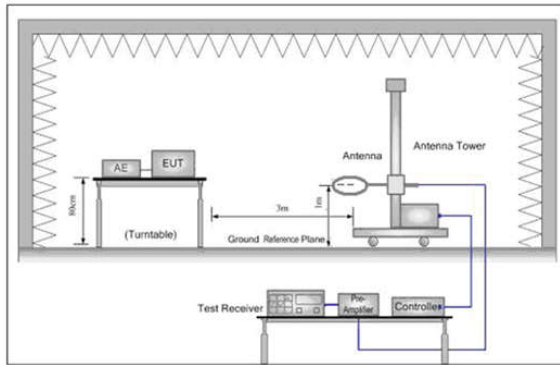 AE
EUT
80cm
(Turntable)
3m
1m
Antenna
Antenna Tower
Ground Reference Plane
Test Receiver
Pre-
Amplifier
Controller